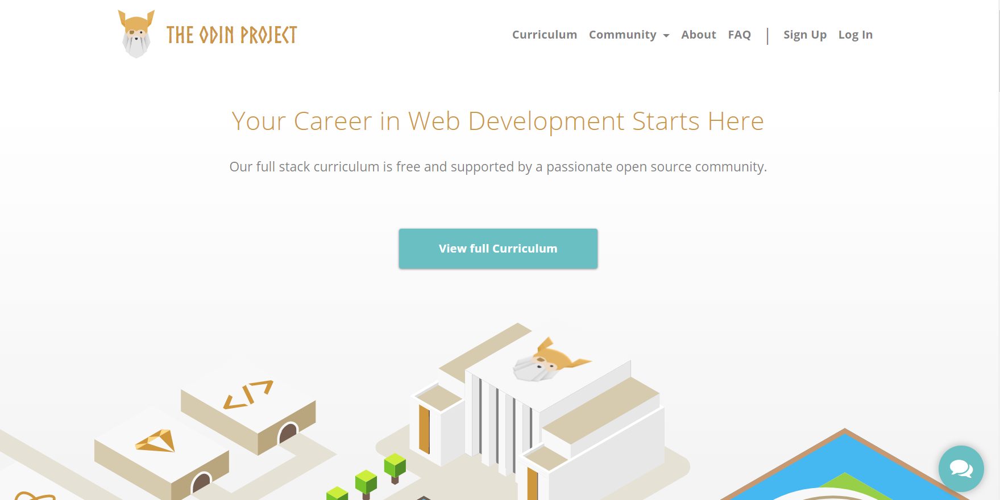 THE ODIN PROJECT
Curriculum Community About FAQ | Sign Up Log In
Your Career in Web Development Starts Here
Our full stack curriculum is free and supported by a passionate open source community.
View full Curriculum
</>